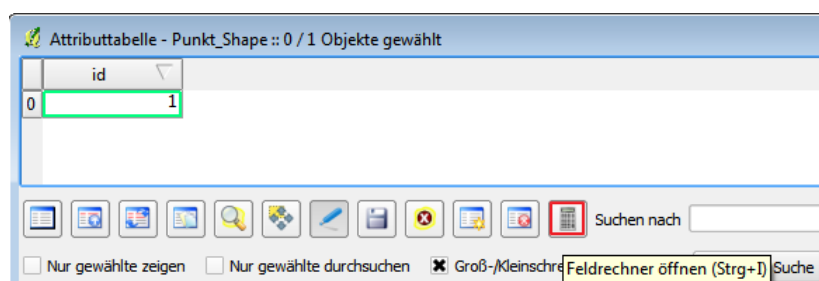 Attributtabelle - Punkt_Shape :: 0 / 1 Objekte gewählt
id
0 1
Suchen nach
Nur gewählte zeigen Nur gewählte durchsuchen Groß-/Kleinschre Feldrechner öffnen (Strg+I) Suche